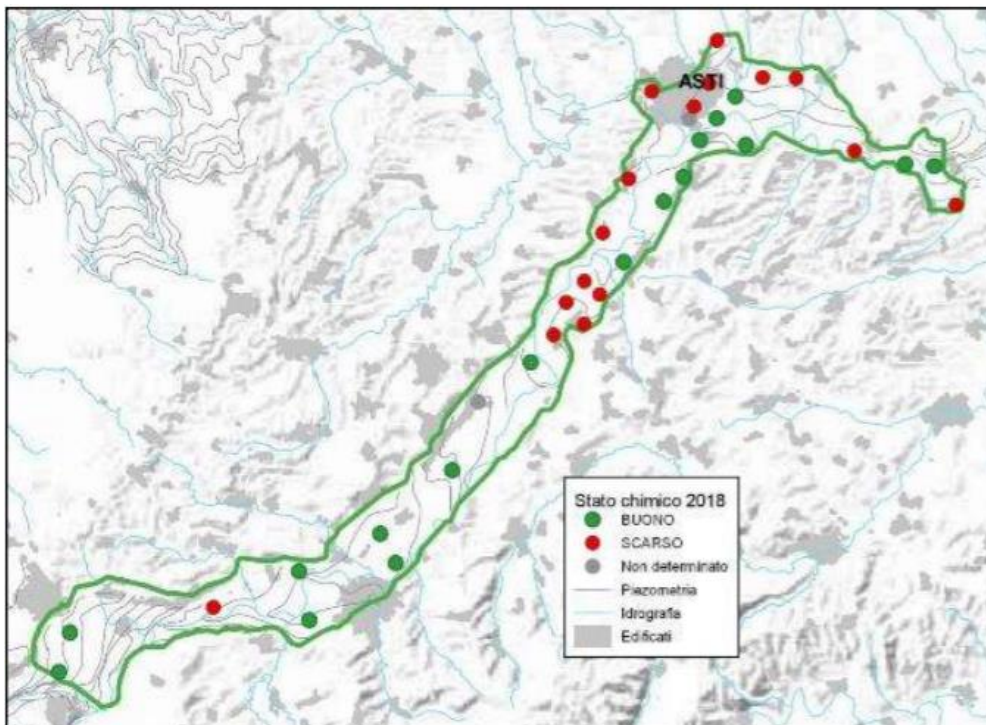 ASTI
Stato chimico 2018
BUONO
SCARSO
Non determinato
Piezometria
Idrografia
Edificati